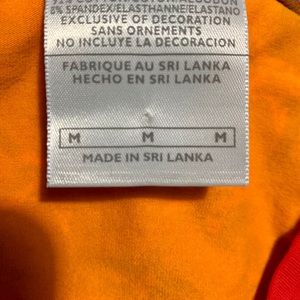 5% SPANDEX/ELASTHANNE/ELASTANO
EXCLUSIVE OF DECORATION
SANS ORNEMENTS
NO INCLUYE LA DECORACION
FABRIQUE AU SRI LANKA
HECHO EN SRI LANKA
M M M
MADE IN SRI LANKA